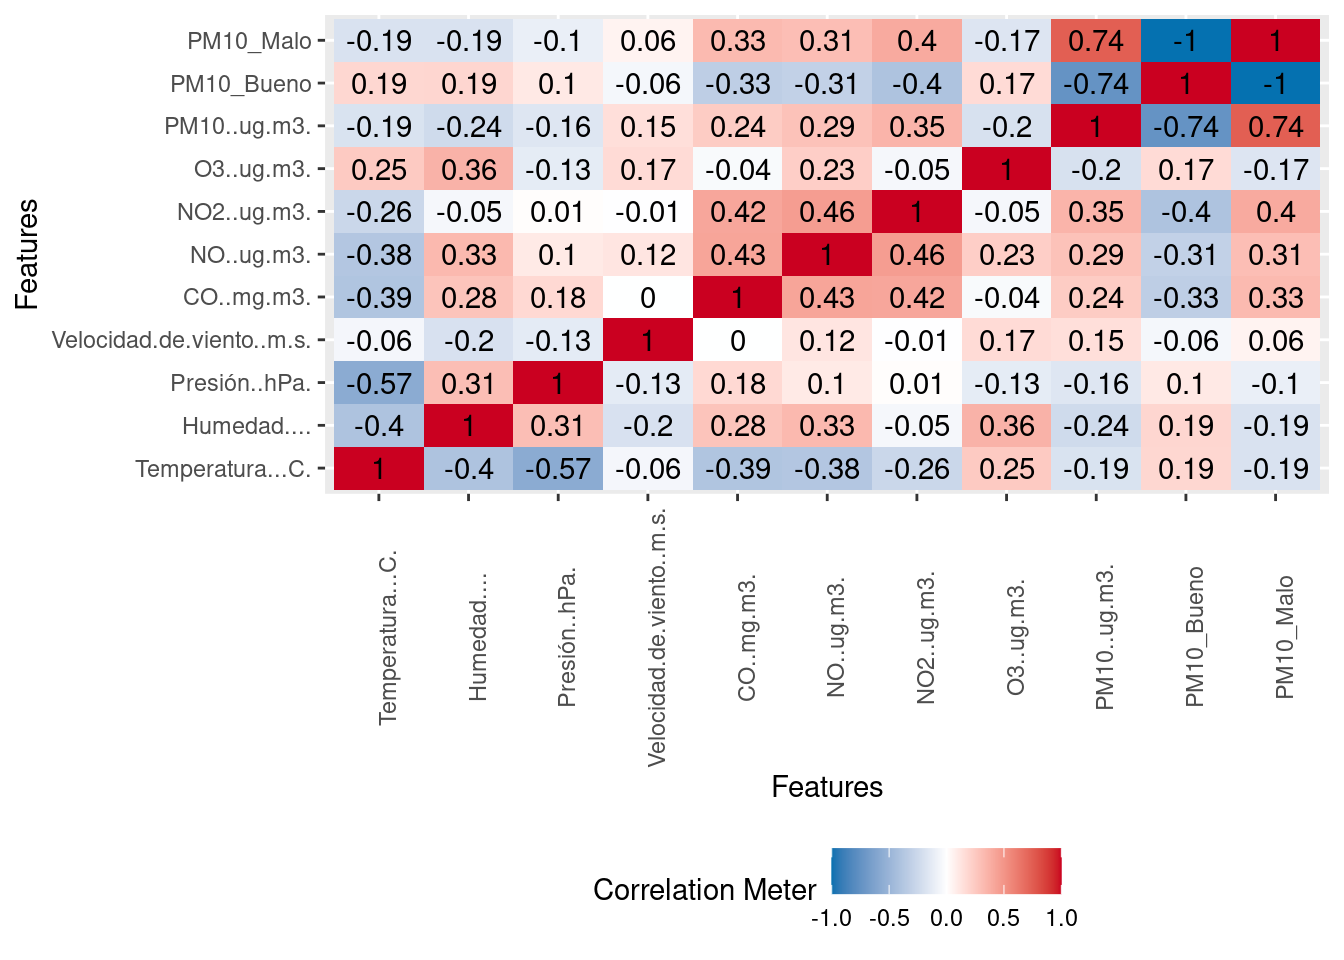 PM10_Malo -0.19 -0.19 -0.1 0.06 0.33 0.31 0.4 -0.17 0.74 -1 1
PM10_Bueno 0.19 0.19 0.1 -0.06 -0.33 -0.31 -0.4 0.17 -0.74 1 -1
PM10..ug.m3. -0.19 -0.24 -0.16 0.15 0.24 0.29 0.35 -0.2 1 -0.74 0.74
O3..ug.m3. 0.25 0.36 -0.13 0.17 -0.04 0.23 -0.05 1 -0.2 0.17 -0.17
NO2..ug.m3. -0.26 -0.05 0.01 -0.01 0.42 0.46 1 -0.05 0.35 -0.4 0.4
NO..ug.m3. -0.38 0.33 0.1 0.12 0.43 1 0.46 0.23 0.29 -0.31 0.31
CO..mg.m3. -0.39 0.28 0.18 0 1 0.43 0.42 -0.04 0.24 -0.33 0.33
Velocidad.de.viento..m.s. -0.06 -0.2 -0.13 1 0 0.12 -0.01 0.17 0.15 -0.06 0.06
Presión..hPa. -0.57 0.31 1 -0.13 0.18 0.1 0.01 -0.13 -0.16 0.1 -0.1
Humedad.... -0.4 1 0.31 -0.2 0.28 0.33 -0.05 0.36 -0.24 0.19 -0.19
Temperatura...C. 1 -0.4 -0.57 -0.06 -0.39 -0.38 -0.26 0.25 -0.19 0.19 -0.19
Features
Temperatura...C.
Humedad....
Presión..hPa.
Velocidad.de.viento..m.s.
CO..mg.m3.
NO..ug.m3.
NO2..ug.m3.
O3..ug.m3.
PM10..ug.m3.
PM10_Bueno
PM10_Malo
Features
Correlation Meter
-1.0 -0.5 0.0 0.5 1.0